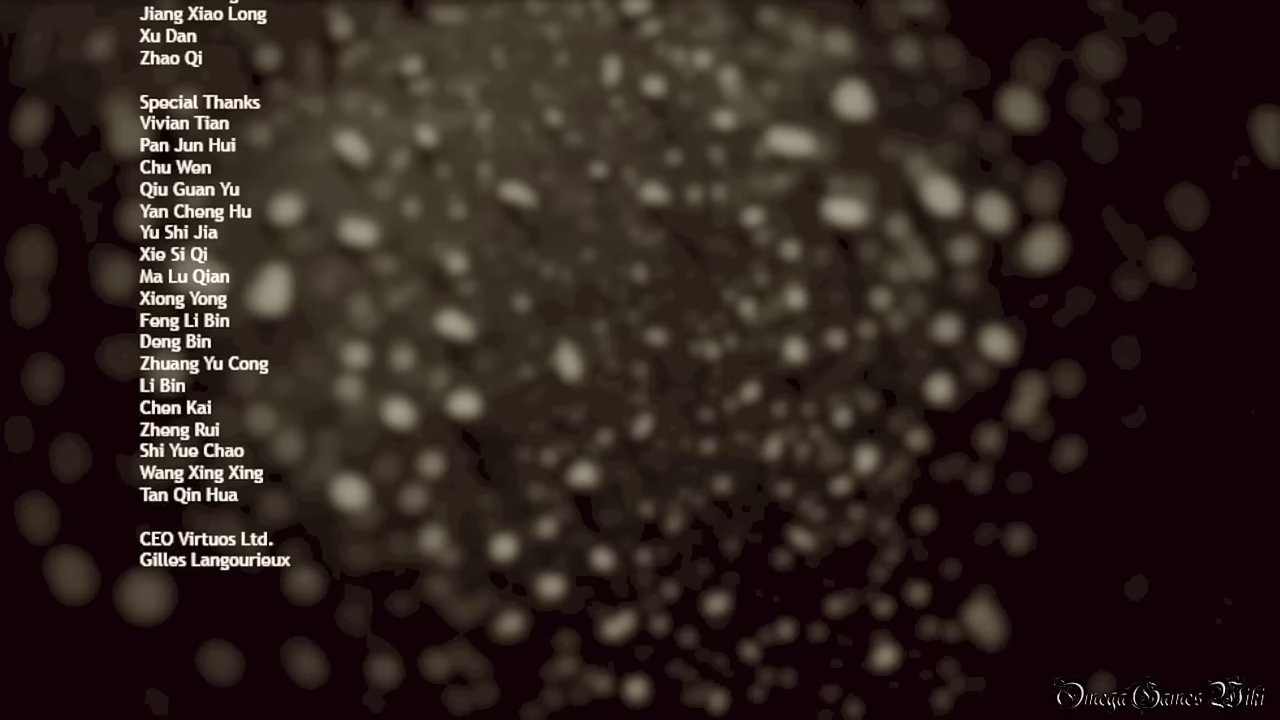 Jiang Xiao Long
Xu Dan
Zhao Qi
Special Thanks
Vivian Tian
Pan Jun Hui
Chu Wen
Qiu Guan Yu
Yan Cheng Hu
Yu Shi Jia
Xie Si Qi
Ma Lu Qian
Xiong Yong
Feng Li Bin
Deng Bin
Zhuang Yu Cong
Li Bin
Chen Kai
Zheng Rui
Shi Yue Chao
Wang Xing Xing
Tan Qin Hua
CEO Virtuos Ltd.
Gilles Langourieux
Omega Games Wiki